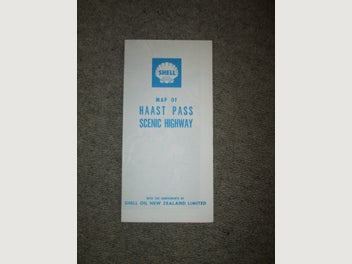 SHELL
MAP OF
HAAST PASS
SCENIC HIGHWAY
WITH THE COMPLIMENTS OF
SHELL OIL NEW ZEALAND LIMITED